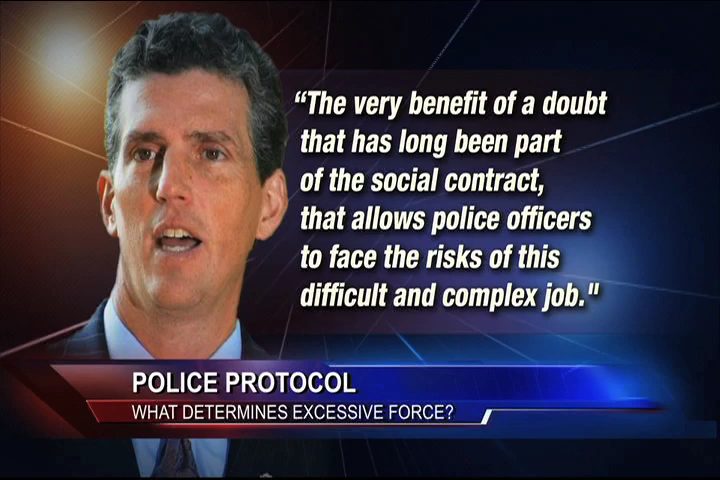 “The very benefit of a doubt
that has long been part
of the social contract,
that allows police officers
to face the risks of this
difficult and complex job."
POLICE PROTOCOL
WHAT DETERMINES EXCESSIVE FORCE?